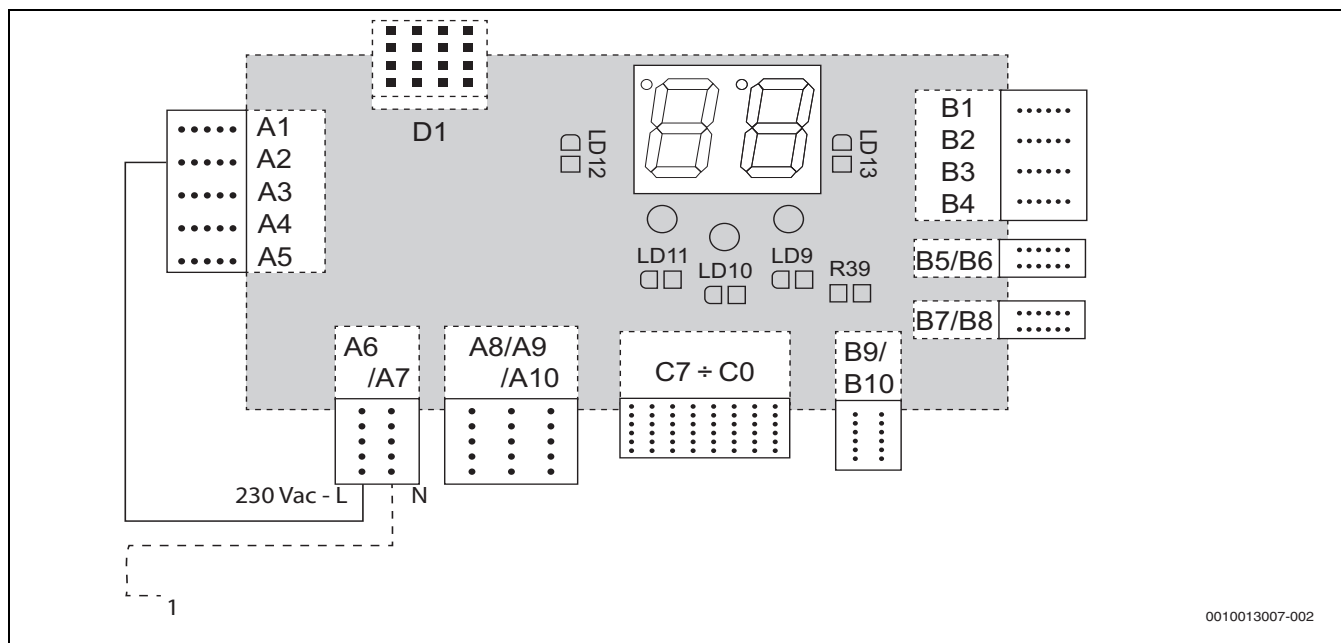 D1
A1
A2
A3
A4
A5
LD12
LD13
B1
B2
B3
B4
B5/B6
B7/B8
LD11
LD10
LD9
R39
A6
/A7
A8/A9
/A10
C7 ÷ C0
B9/
B10
230 Vac - L
N
1
0010013007-002